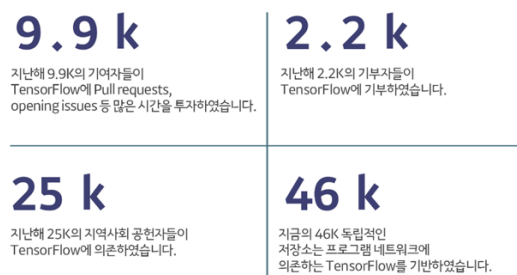 9.9 k
지난해 9.9K의 기여자들이
TensorFlow에 Pull requests,
opening issues 등 많은 시간을 투자하였습니다.
2.2 k
지난해 2.2K의 기부자들이
TensorFlow에 기부하였습니다.
25 k
지난해 25K의 지역사회 공헌자들이
TensorFlow에 의존하였습니다.
46 k
지금의 46K 독립적인
저장소는 프로그램 네트워크에
의존하는 TensorFlow를 기반하였습니다.